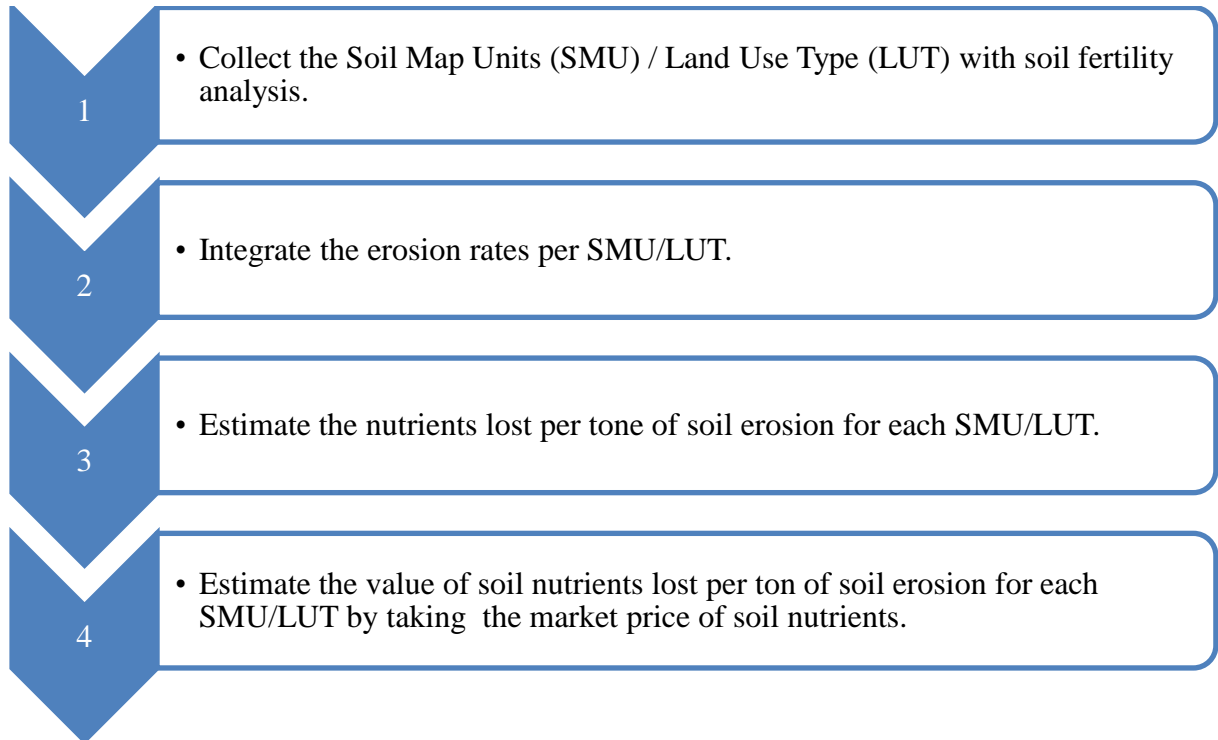 1
• Collect the Soil Map Units (SMU) / Land Use Type (LUT) with soil fertility
analysis.
2
• Integrate the erosion rates per SMU/LUT.
3
• Estimate the nutrients lost per tone of soil erosion for each SMU/LUT.
4
• Estimate the value of soil nutrients lost per ton of soil erosion for each
SMU/LUT by taking  the market price of soil nutrients.